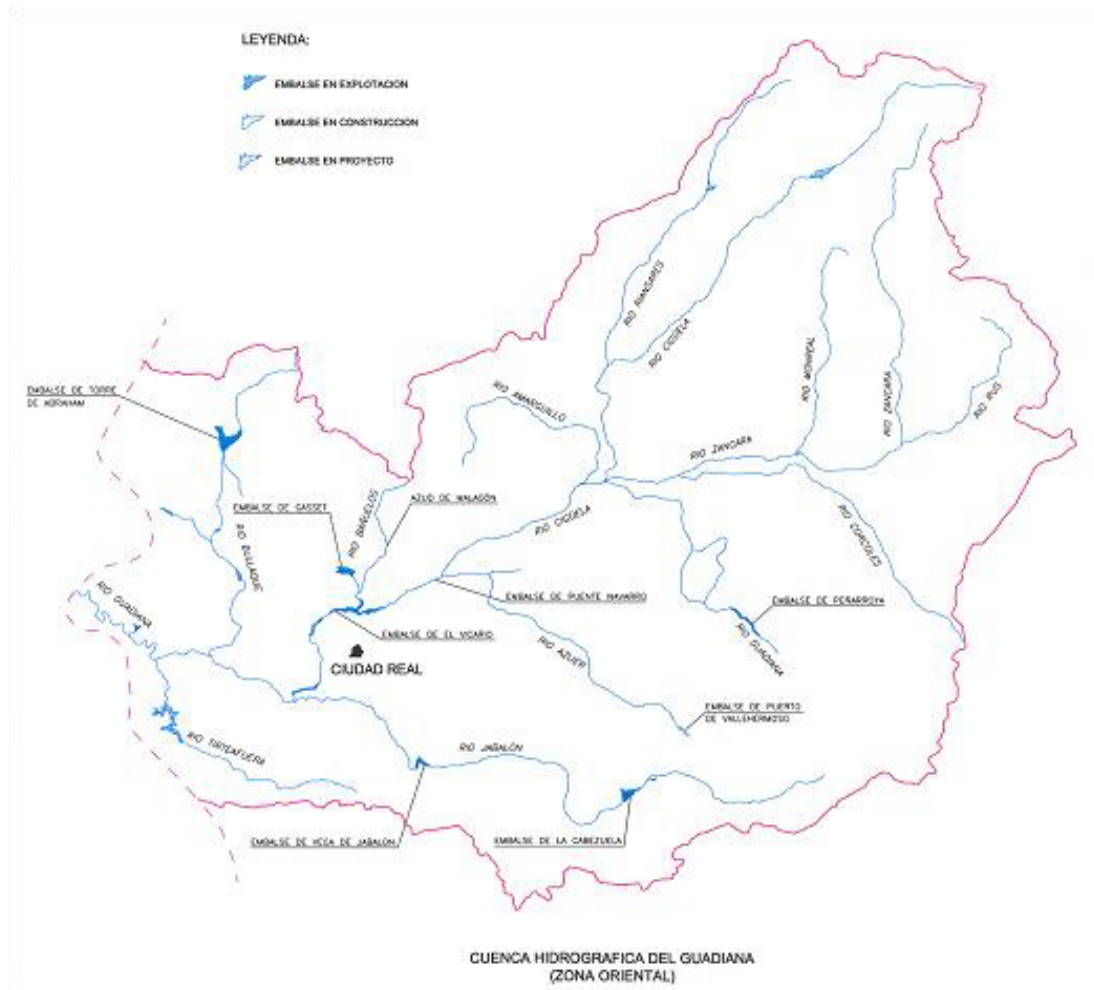 LEYENDA:
EMBALSE EN EXPLOTACION
EMBALSE EN CONSTRUCCION
EMBALSE EN PROYECTO
RIO RIANSARES
RIO CIGÜELA
RIO MONREAL
RIO ZANCARA
RIO RUS
EMBALSE DE TORRE
DE ABRAHAM
RIO AMARGUILLO
RIO ZANCARA
EMBALSE DE GASSET
RIO BAÑUELOS
AZUD DE MALAGÓN
RIO CIGÜELA
RIO CORCOLES
RIO BULLAQUE
RIO GUADIANA
EMBALSE DE PUENTE NAVARRO
EMBALSE DE PEÑARROYA
EMBALSE DE EL VICARIO
RIO GUADIANA
RIO AZUER
CIUDAD REAL
EMBALSE DE PUERTO
DE VALLEHERMOSO
RIO TIRTEAFUERA
RIO JABALÓN
EMBALSE DE VEGA DE JABALON
EMBALSE DE LA CABEZUELA
CUENCA HIDROGRAFICA DEL GUADIANA
(ZONA ORIENTAL)